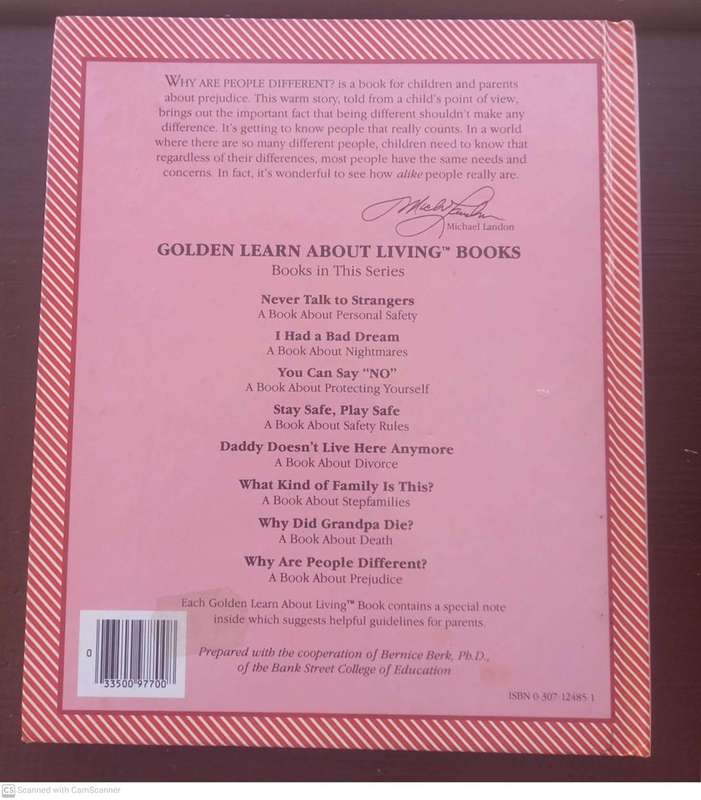 WHY ARE PEOPLE DIFFERENT? is a book for children and parents
about prejudice. This warm story, told from a child's point of view,
brings out the important fact that being different shouldn't make any
difference. It's getting to know people that really counts. In a world
where there are so many different people, children need to know that
regardless of their differences, most people have the same needs and
concerns. In fact, it's wonderful to see how alike people really are.
Michael Landon
Michael Landon
GOLDEN LEARN ABOUT LIVING™ BOOKS
Books in This Series
Never Talk to Strangers
A Book About Personal Safety
I Had a Bad Dream
A Book About Nightmares
You Can Say “NO”
A Book About Protecting Yourself
Stay Safe, Play Safe
A Book About Safety Rules
Daddy Doesn't Live Here Anymore
A Book About Divorce
What Kind of Family Is This?
A Book About Stepfamilies
Why Did Grandpa Die?
A Book About Death
Why Are People Different?
A Book About Prejudice
Each Golden Learn About Living™ Book contains a special note
inside which suggests helpful guidelines for parents.
Prepared with the cooperation of Bernice Berk, Ph.D.,
of the Bank Street College of Education
0
33500 97700
ISBN 0 307 12485 1
CS Scanned with CamScanner